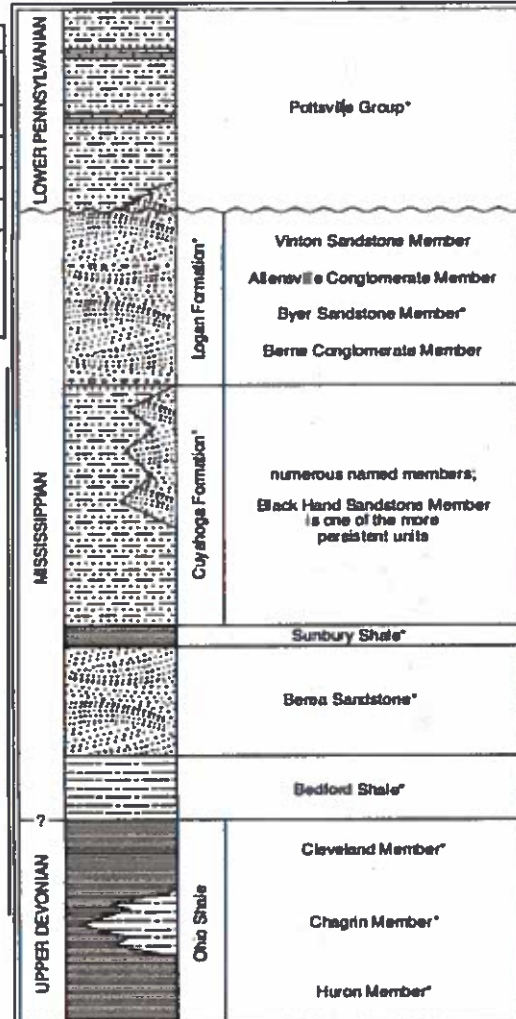 LOWER PENNSYLVANIAN
Pottsville Group*
MISSISSIPPIAN
Logan Formation*
Vinton Sandstone Member
Allensville Conglomerate Member
Byer Sandstone Member*
Berne Conglomerate Member
Cuyahoga Formation*
numerous named members;
Black Hand Sandstone Member
is one of the more
persistent units
Sunbury Shale*
Berea Sandstone*
Bedford Shale*
?
UPPER DEVONIAN
Ohio Shale
Cleveland Member*
Chagrin Member*
Huron Member*